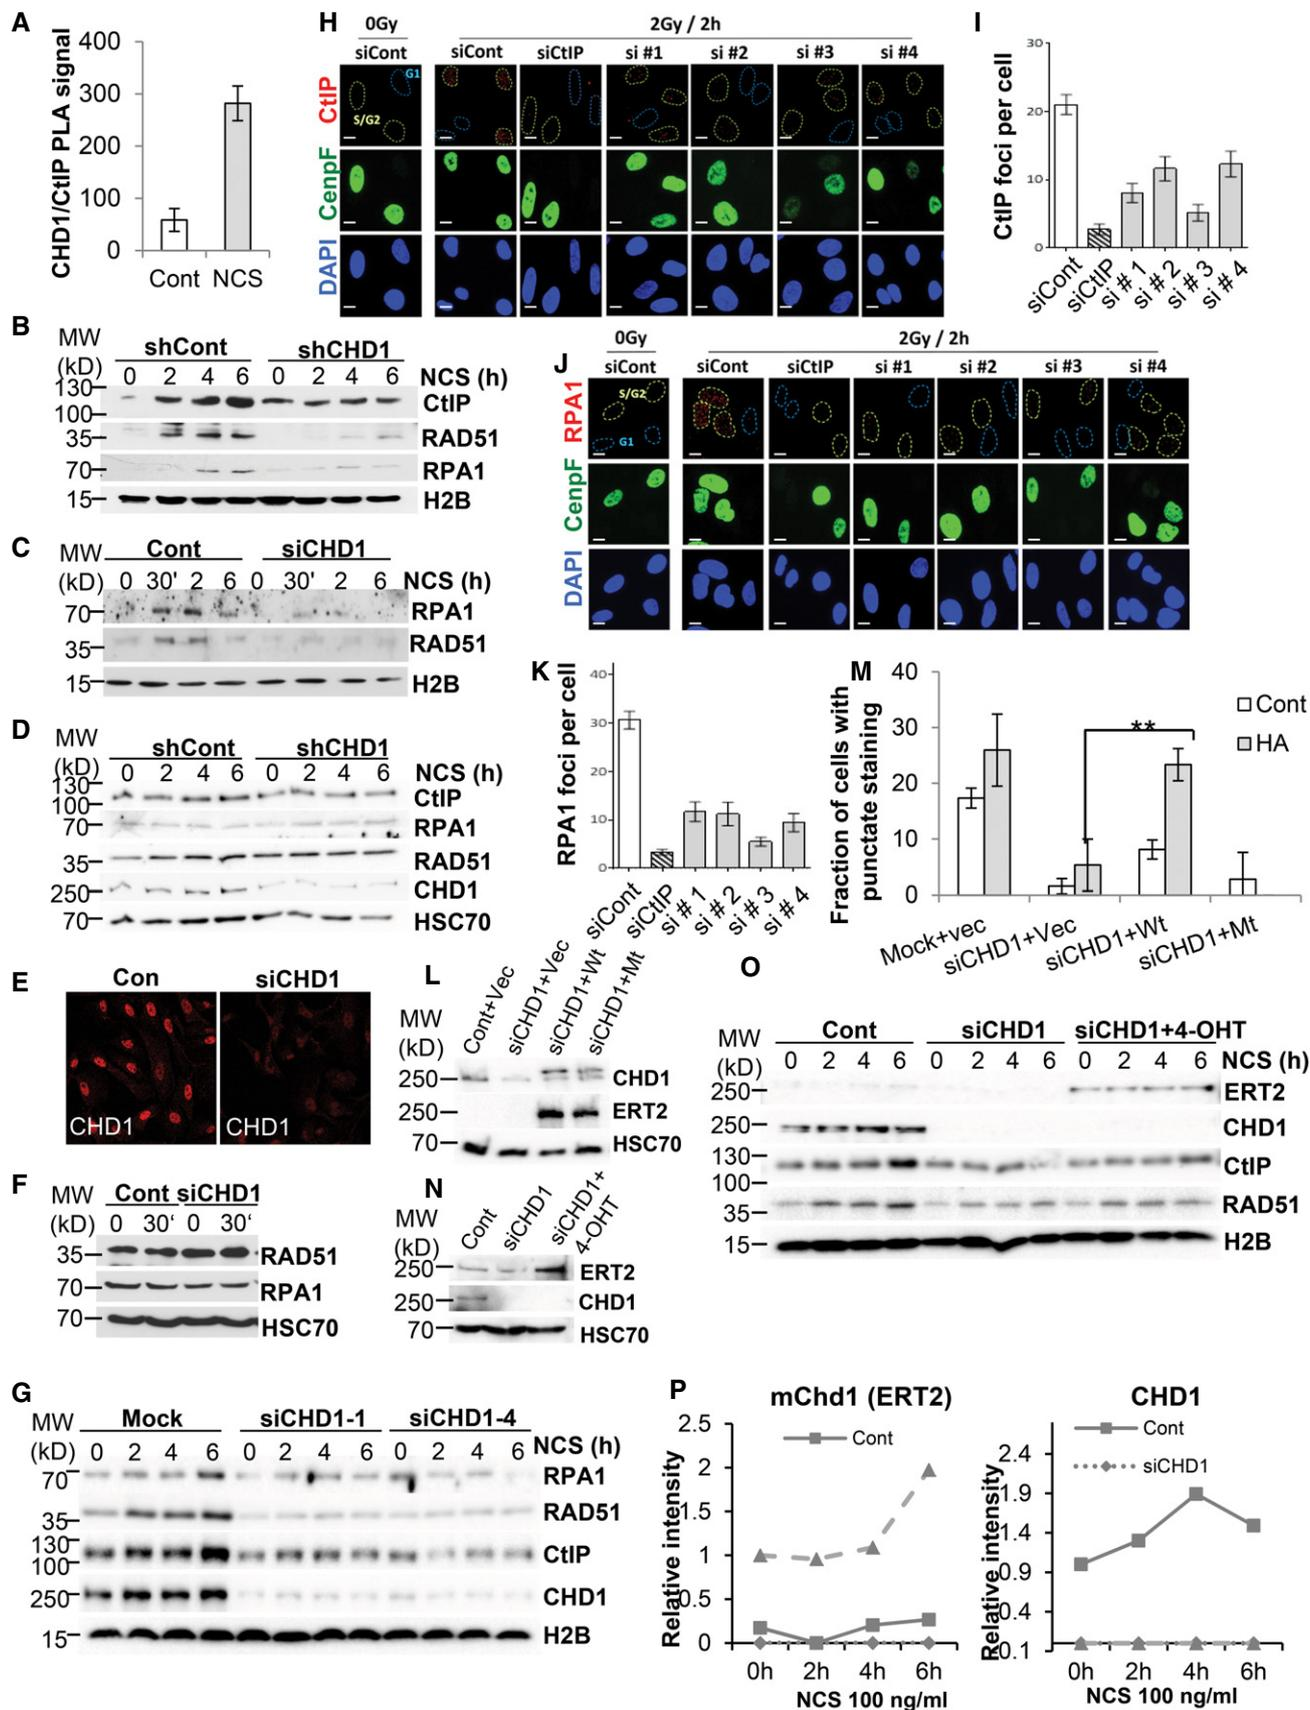 A
CHD1/CtIP PLA signal
400
300
200
100
0
Cont NCS
B
MW
(kD)
shCont shCHD1
0 2 4 6 0 2 4 6 NCS (h)
130
100
CtIP
35 RAD51
70 RPA1
15 H2B
C
MW
(kD)
Cont siCHD1
0 30' 2 6 0 30' 2 6 NCS (h)
70 RPA1
35 RAD51
15 H2B
D
MW
(kD)
shCont shCHD1
0 2 4 6 0 2 4 6 NCS (h)
130
100
CtIP
70 RPA1
35 RAD51
250 CHD1
70 HSC70
E
Con siCHD1
CHD1 CHD1
F
MW
(kD)
Cont siCHD1
0 30‘ 0 30‘
35 RAD51
70 RPA1
70 HSC70
G
MW
(kD)
Mock siCHD1-1 siCHD1-4
0 2 4 6 0 2 4 6 0 2 4 6 NCS (h)
70 RPA1
35 RAD51
130
100
CtIP
250 CHD1
15 H2B
H
0Gy 2Gy / 2h
siCont siCont siCtIP si #1 si #2 si #3 si #4
CtIP
G1
S/G2
CenpF
DAPI
I
CtIP foci per cell
30
20
10
0
siCont siCtIP si # 1 si # 2 si # 3 si # 4
J
0Gy 2Gy / 2h
siCont siCont siCtIP si #1 si #2 si #3 si #4
RPA1
S/G2
G1
CenpF
DAPI
K
RPA1 foci per cell
40
30
20
10
0
siCont siCtIP si # 1 si # 2 si # 3 si # 4
L
MW
(kD)
Cont+Vec siCHD1+Vec siCHD1+Wt siCHD1+Mt
250 CHD1
250 ERT2
70 HSC70
M
Fraction of cells with
punctate staining
40
30
20
10
0
**
Cont
HA
Mock+vec siCHD1+Vec siCHD1+Wt siCHD1+Mt
N
MW
(kD)
Cont siCHD1 siCHD1+
4-OHT
250 ERT2
250 CHD1
70 HSC70
O
MW
(kD)
Cont siCHD1 siCHD1+4-OHT
0 2 4 6 0 2 4 6 0 2 4 6 NCS (h)
250 ERT2
250 CHD1
130
100
CtIP
35 RAD51
15 H2B
P
mChd1 (ERT2)
Relative intensity
2.5
2
1.5
1
0.5
0
Cont
0h 2h 4h 6h
NCS 100 ng/ml
CHD1
Relative intensity
2.4
1.9
1.4
0.9
0.4
-0.1
Cont
siCHD1
0h 2h 4h 6h
NCS 100 ng/ml